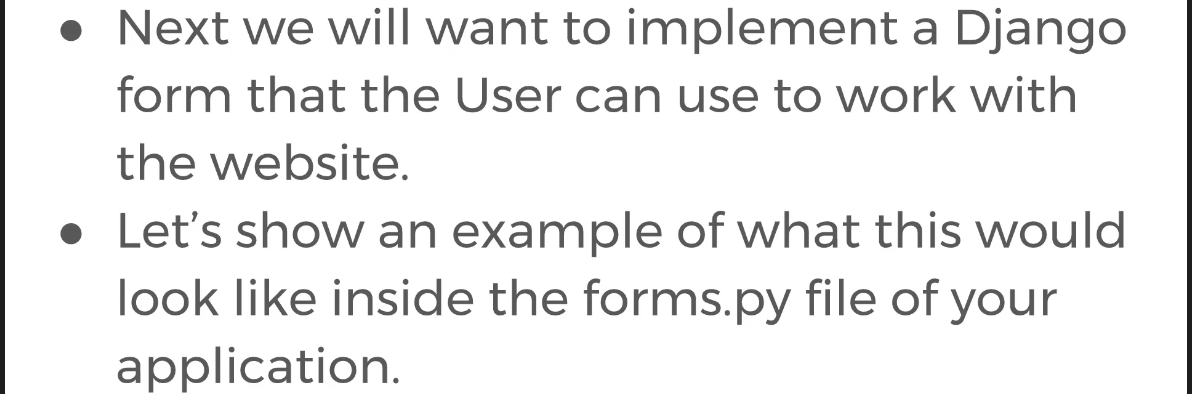 ● Next we will want to implement a Django
form that the User can use to work with
the website.
● Let’s show an example of what this would
look like inside the forms.py file of your
application.